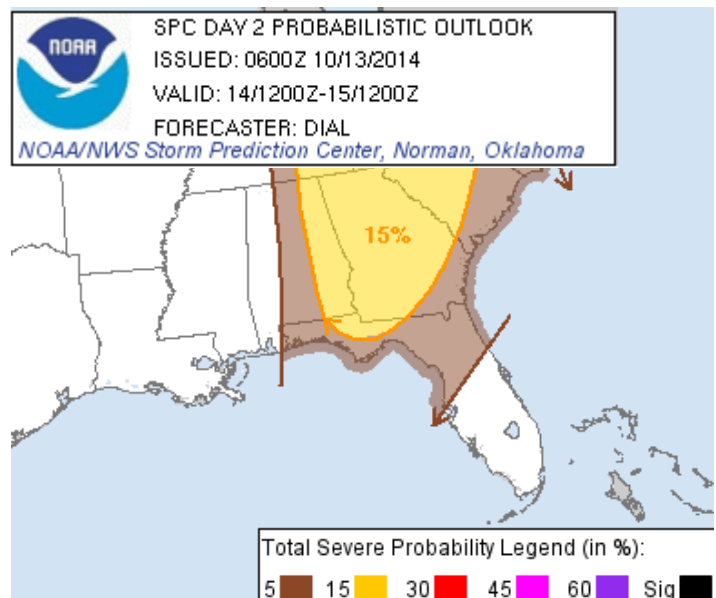 NOAA
SPC DAY 2 PROBABILISTIC OUTLOOK
ISSUED: 0600Z 10/13/2014
VALID: 14/1200Z-15/1200Z
FORECASTER: DIAL
NOAA/NWS Storm Prediction Center, Norman, Oklahoma
15%
Total Severe Probability Legend (in %):
5 15 30 45 60 Sig